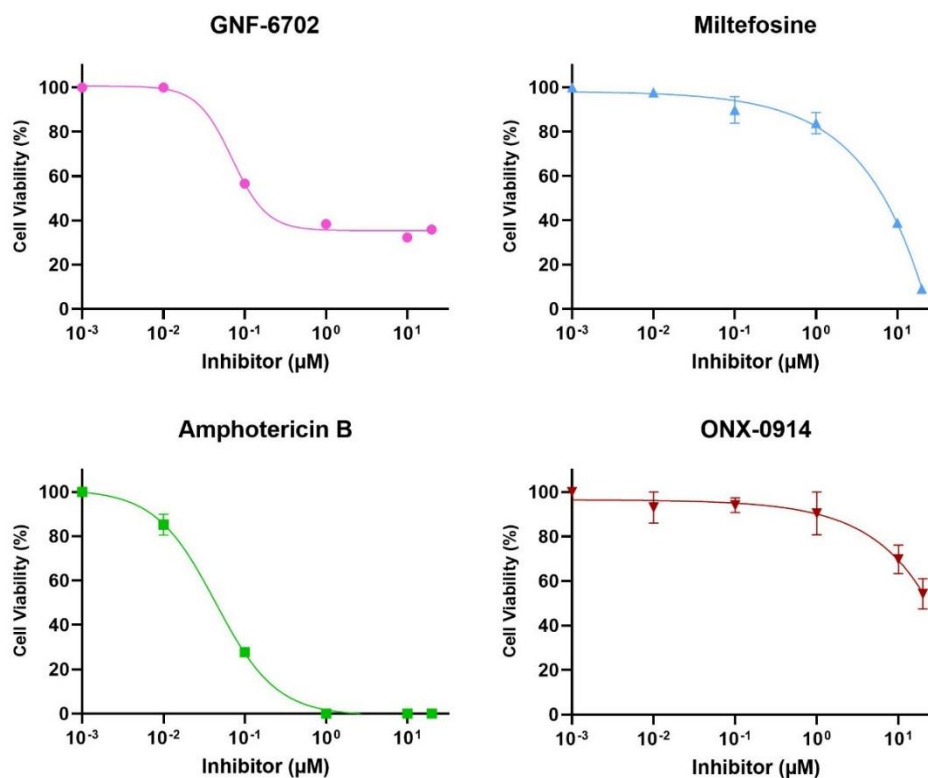 GNF-6702
Cell Viability (%)
100
80
60
40
20
0
10⁻³ 10⁻² 10⁻¹ 10⁰ 10¹
Inhibitor (µM)
Miltefosine
Cell Viability (%)
100
80
60
40
20
0
10⁻³ 10⁻² 10⁻¹ 10⁰ 10¹
Inhibitor (µM)
Amphotericin B
Cell Viability (%)
100
80
60
40
20
0
10⁻³ 10⁻² 10⁻¹ 10⁰ 10¹
Inhibitor (µM)
ONX-0914
Cell Viability (%)
100
80
60
40
20
0
10⁻³ 10⁻² 10⁻¹ 10⁰ 10¹
Inhibitor (µM)